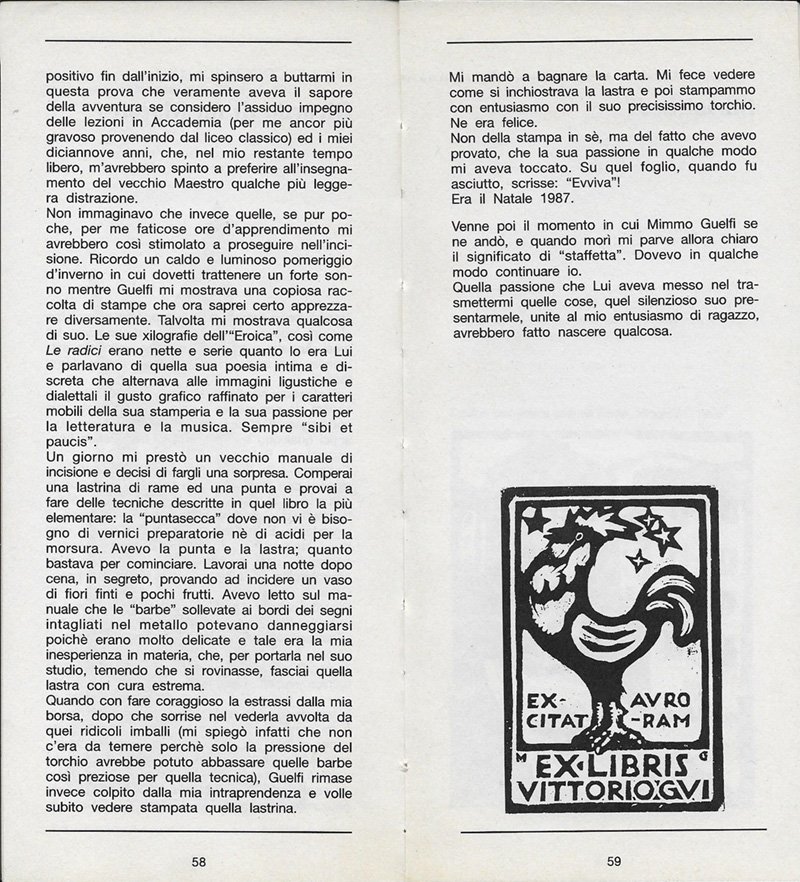 positivo fin dall'inizio, mi spinsero a buttarmi in
questa prova che veramente aveva il sapore
della avventura se considero l'assiduo impegno
delle lezioni in Accademia (per me ancor più
gravoso provenendo dal liceo classico) ed i miei
diciannove anni, che, nel mio restante tempo
libero, m'avrebbero spinto a preferire all'insegna-
mento del vecchio Maestro qualche più legge-
ra distrazione.
Non immaginavo che invece quelle, se pur po-
che, per me faticose ore d'apprendimento mi
avrebbero così stimolato a proseguire nell'inci-
sione. Ricordo un caldo e luminoso pomeriggio
d'inverno in cui dovetti trattenere un forte son-
no mentre Guelfi mi mostrava una copiosa rac-
colta di stampe che ora saprei certo apprezza-
re diversamente. Talvolta mi mostrava qualcosa
di suo. Le sue xilografie dell'"Eroica", così come
Le radici erano nette e serie quanto lo era Lui
e parlavano di quella sua poesia intima e di-
screta che alternava alle immagini ligustiche e
dialettali il gusto grafico raffinato per i caratteri
mobili della sua stamperia e la sua passione per
la letteratura e la musica. Sempre "sibi et
paucis".
Un giorno mi prestò un vecchio manuale di
incisione e decisi di fargli una sorpresa. Comperai
una lastrina di rame ed una punta e provai a
fare delle tecniche descritte in quel libro la più
elementare: la "puntasecca" dove non vi è biso-
gno di vernici preparatorie nè di acidi per la
morsura. Avevo la punta e la lastra; quanto
bastava per cominciare. Lavorai una notte dopo
cena, in segreto, provando ad incidere un vaso
di fiori finti e pochi frutti. Avevo letto sul ma-
nuale che le "barbe" sollevate ai bordi dei segni
intagliati nel metallo potevano danneggiarsi
poichè erano molto delicate e tale era la mia
inesperienza in materia, che, per portarla nel suo
studio, temendo che si rovinasse, fasciai quella
lastra con cura estrema.
Quando con fare coraggioso la estrassi dalla mia
borsa, dopo che sorrise nel vederla avvolta da
quei ridicoli imballi (mi spiegò infatti che non
c'era da temere perchè solo la pressione del
torchio avrebbe potuto abbassare quelle barbe
così preziose per quella tecnica), Guelfi rimase
invece colpito dalla mia intraprendenza e volle
subito vedere stampata quella lastrina.
58
Mi mandò a bagnare la carta. Mi fece vedere
come si inchiostrava la lastra e poi stampammo
con entusiasmo con il suo precisissimo torchio.
Ne era felice.
Non della stampa in sè, ma del fatto che avevo
provato, che la sua passione in qualche modo
mi aveva toccato. Su quel foglio, quando fu
asciutto, scrisse: "Evviva"!
Era il Natale 1987.
Venne poi il momento in cui Mimmo Guelfi se
ne andò, e quando morì mi parve allora chiaro
il significato di "staffetta". Dovevo in qualche
modo continuare io.
Quella passione che Lui aveva messo nel tra-
smettermi quelle cose, quel silenzioso suo pre-
sentarmele, unite al mio entusiasmo di ragazzo,
avrebbero fatto nascere qualcosa.
EX- AVRO
CITAT -RAM
M G
EX·LIBRIS
VITTORIO·GVI
59